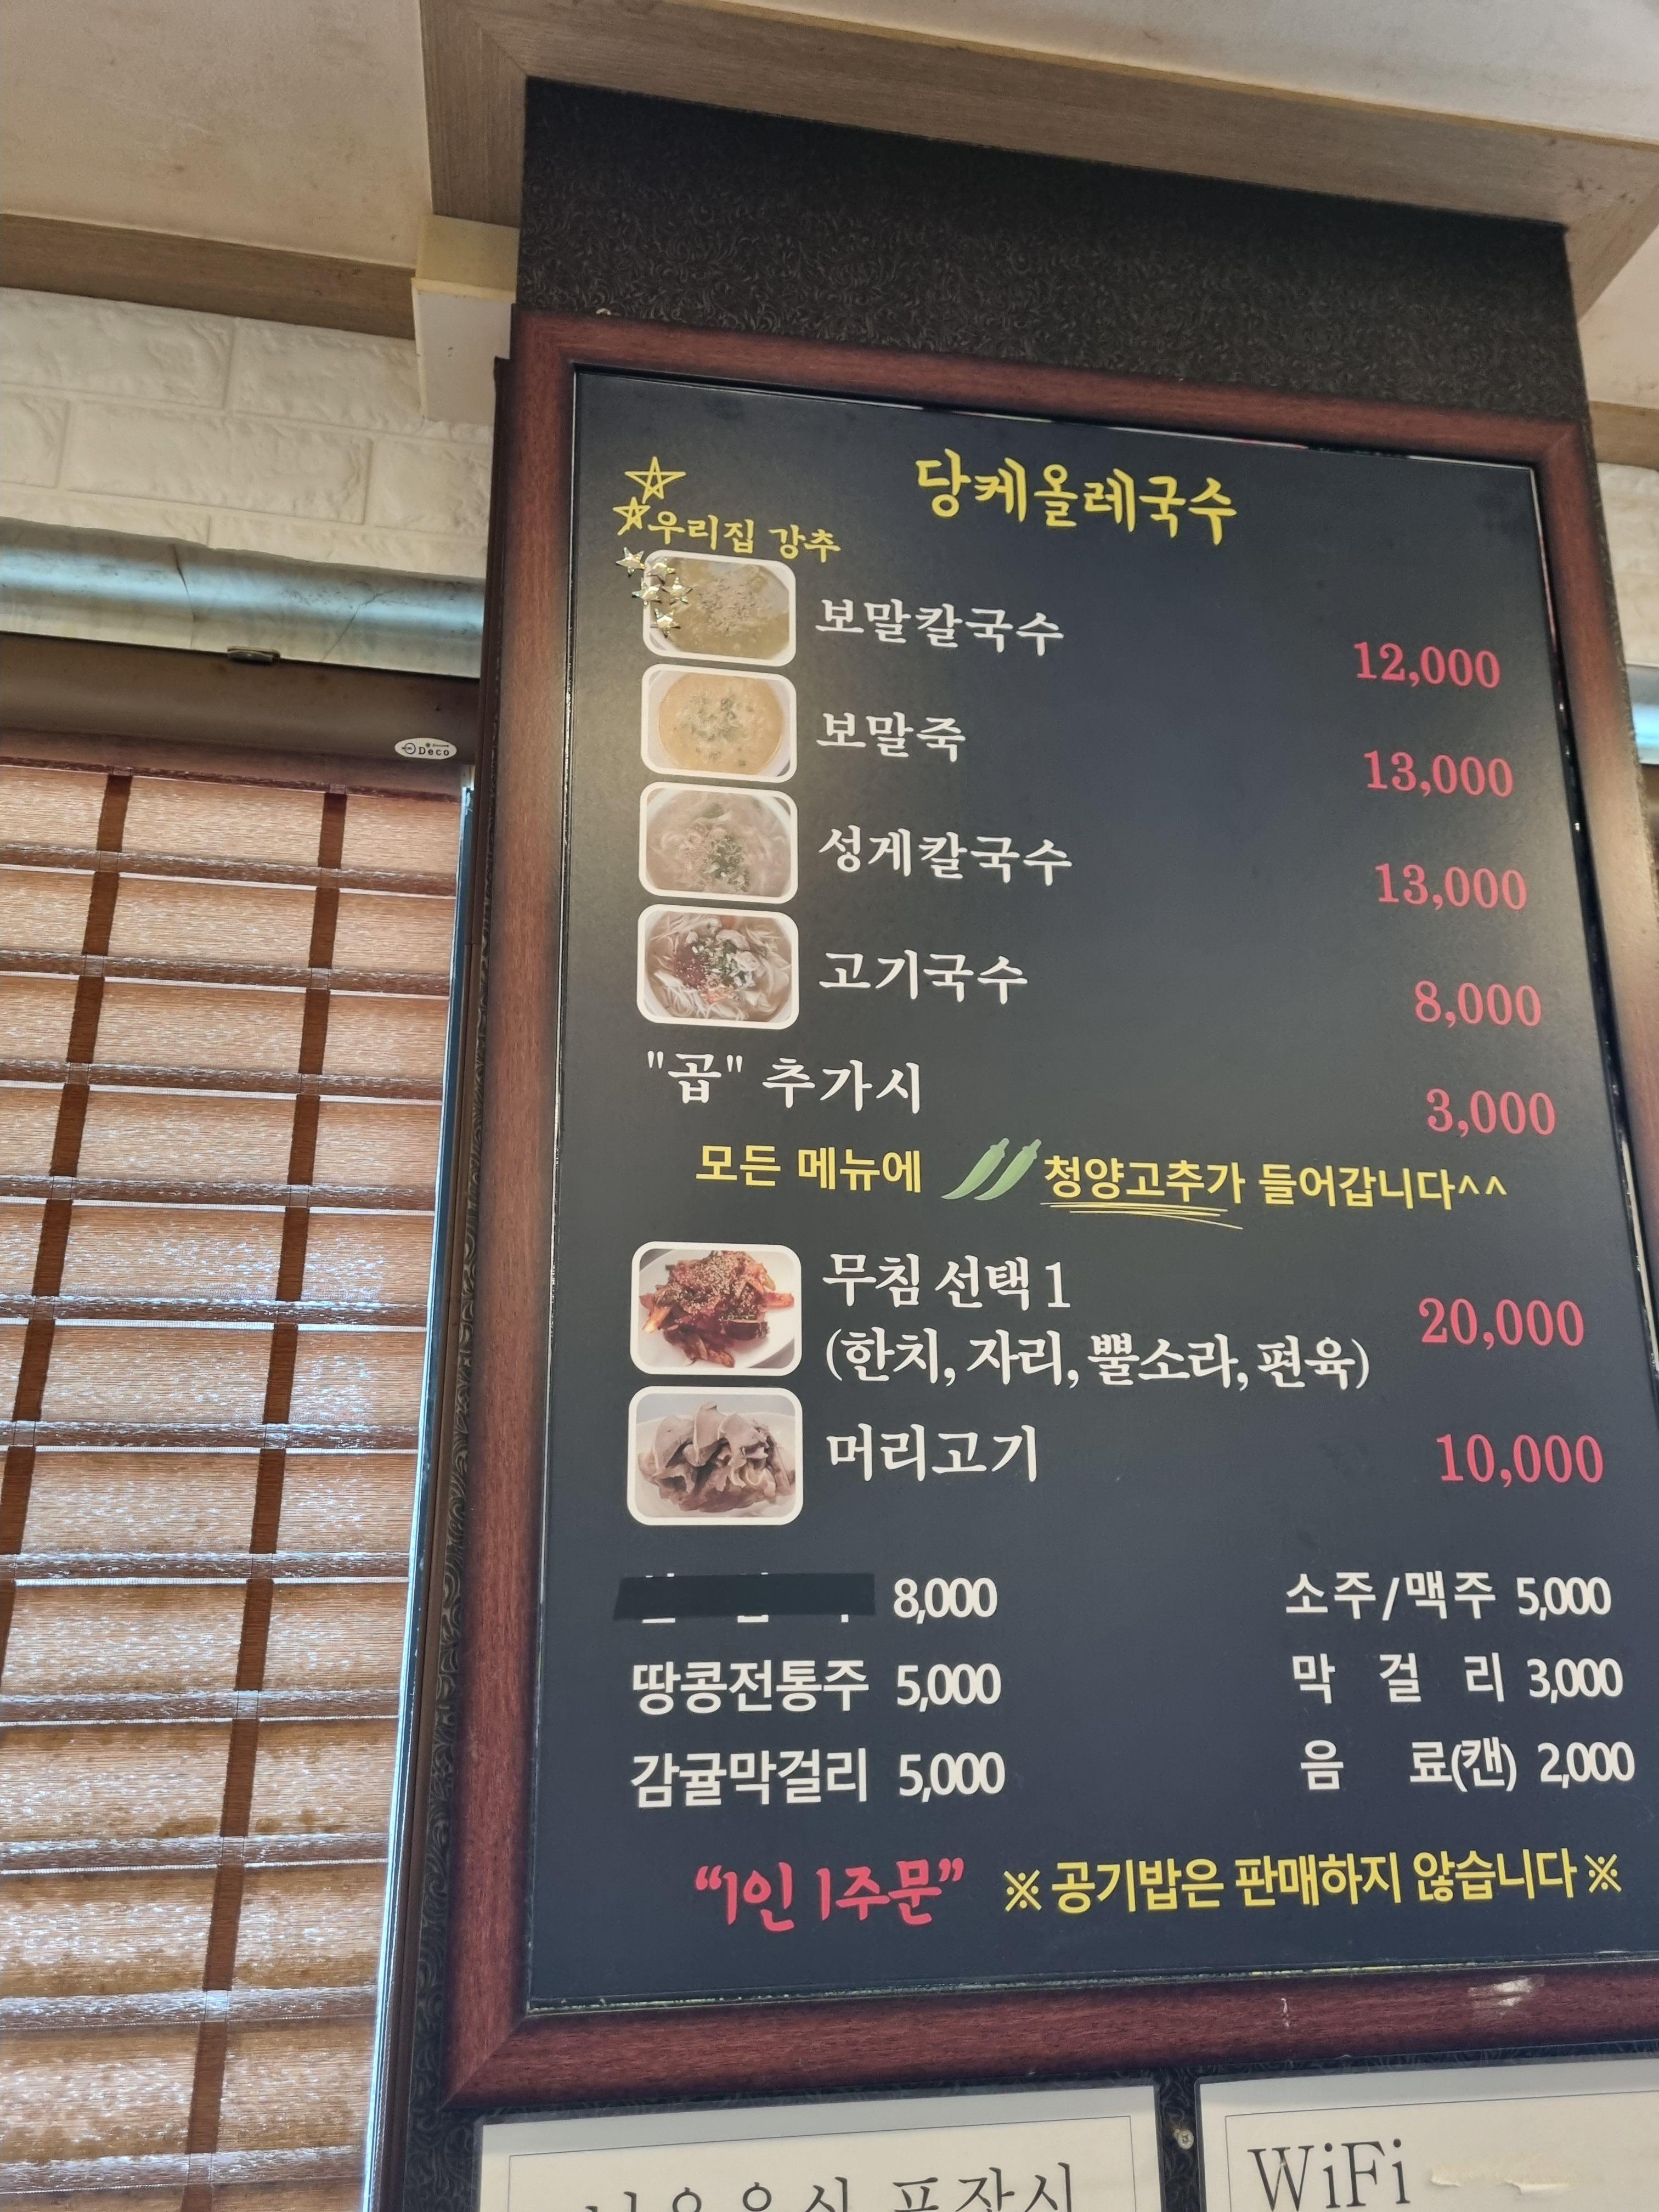 당케올레국수
우리집 강추
보말칼국수 12,000
보말죽 13,000
성게칼국수 13,000
고기국수 8,000
"곱" 추가시 3,000
모든 메뉴에 청양고추가 들어갑니다^^
무침 선택 1
(한치, 자리, 뿔소라, 편육) 20,000
머리고기 10,000
8,000 소주/맥주 5,000
땅콩전통주 5,000 막 걸 리 3,000
감귤막걸리 5,000 음 료(캔) 2,000
“1인 1주문” ※ 공기밥은 판매하지 않습니다 ※
Deco
WiFi